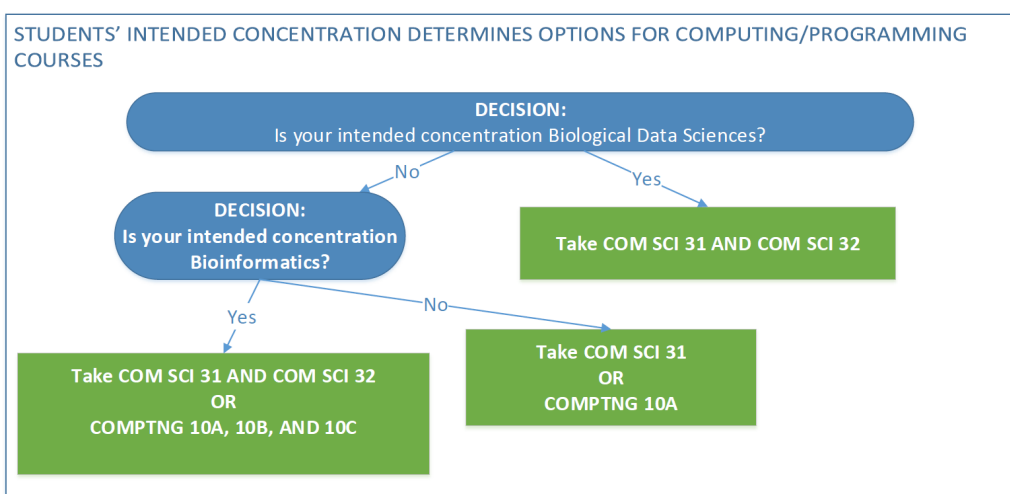 STUDENTS' INTENDED CONCENTRATION DETERMINES OPTIONS FOR COMPUTING/PROGRAMMING
COURSES
DECISION:
Is your intended concentration Biological Data Sciences?
No
Yes
DECISION:
Is your intended concentration
Bioinformatics?
Take COM SCI 31 AND COM SCI 32
Yes
No
Take COM SCI 31 AND COM SCI 32
OR
COMPTNG 10A, 10B, AND 10C
Take COM SCI 31
OR
COMPTNG 10A